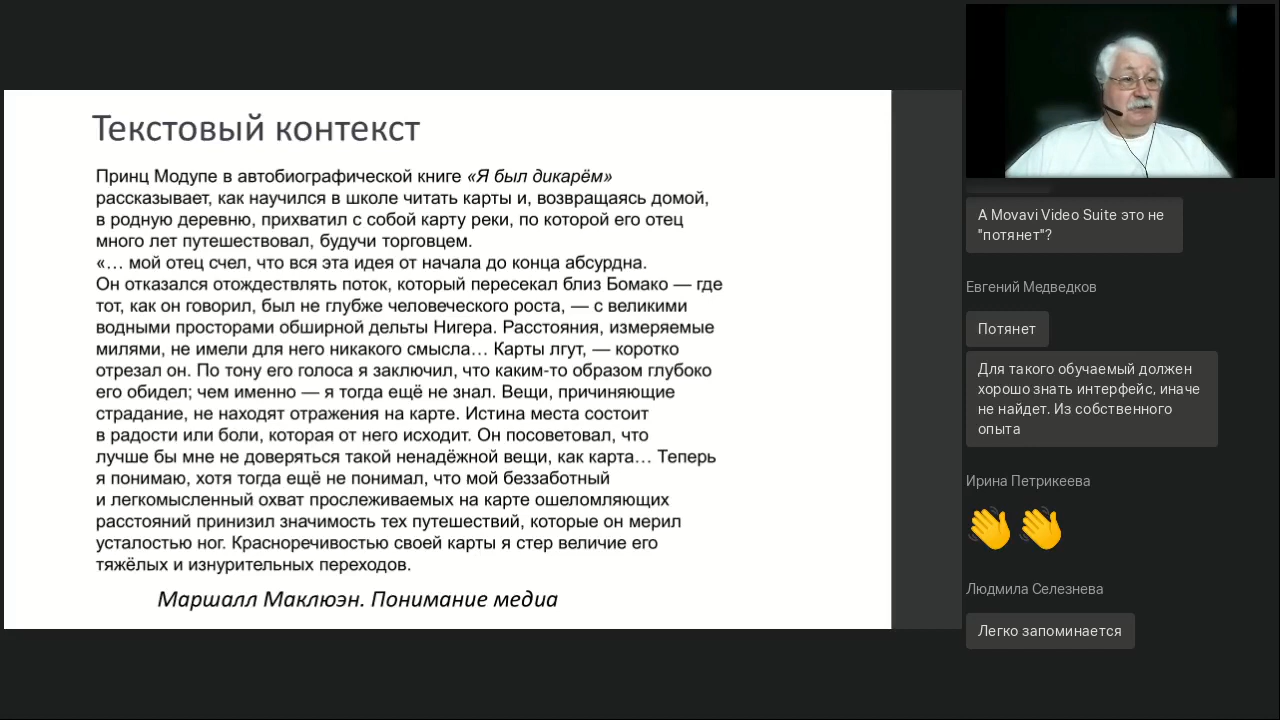 Текстовый контекст
Принц Модупе в автобиографической книге «Я был дикарём»
рассказывает, как научился в школе читать карты и, возвращаясь домой,
в родную деревню, прихватил с собой карту реки, по которой его отец
много лет путешествовал, будучи торговцем.
«… мой отец счел, что вся эта идея от начала до конца абсурдна.
Он отказался отождествлять поток, который пересекал близ Бомако — где
тот, как он говорил, был не глубже человеческого роста, — с великими
водными просторами обширной дельты Нигера. Расстояния, измеряемые
милями, не имели для него никакого смысла… Карты лгут, — коротко
отрезал он. По тону его голоса я заключил, что каким-то образом глубоко
его обидел; чем именно — я тогда ещё не знал. Вещи, причиняющие
страдание, не находят отражения на карте. Истина места состоит
в радости или боли, которая от него исходит. Он посоветовал, что
лучше бы мне не доверяться такой ненадёжной вещи, как карта… Теперь
я понимаю, хотя тогда ещё не понимал, что мой беззаботный
и легкомысленный охват прослеживаемых на карте ошеломляющих
расстояний принизил значимость тех путешествий, которые он мерил
усталостью ног. Красноречивостью своей карты я стер величие его
тяжёлых и изнурительных переходов.
Маршалл Маклюэн. Понимание медиа
А Movavi Video Suite это не
"потянет"?
Евгений Медведков
Потянет
Для такого обучаемый должен
хорошо знать интерфейс, иначе
не найдет. Из собственного
опыта
Ирина Петрикеева
Людмила Селезнева
Легко запоминается